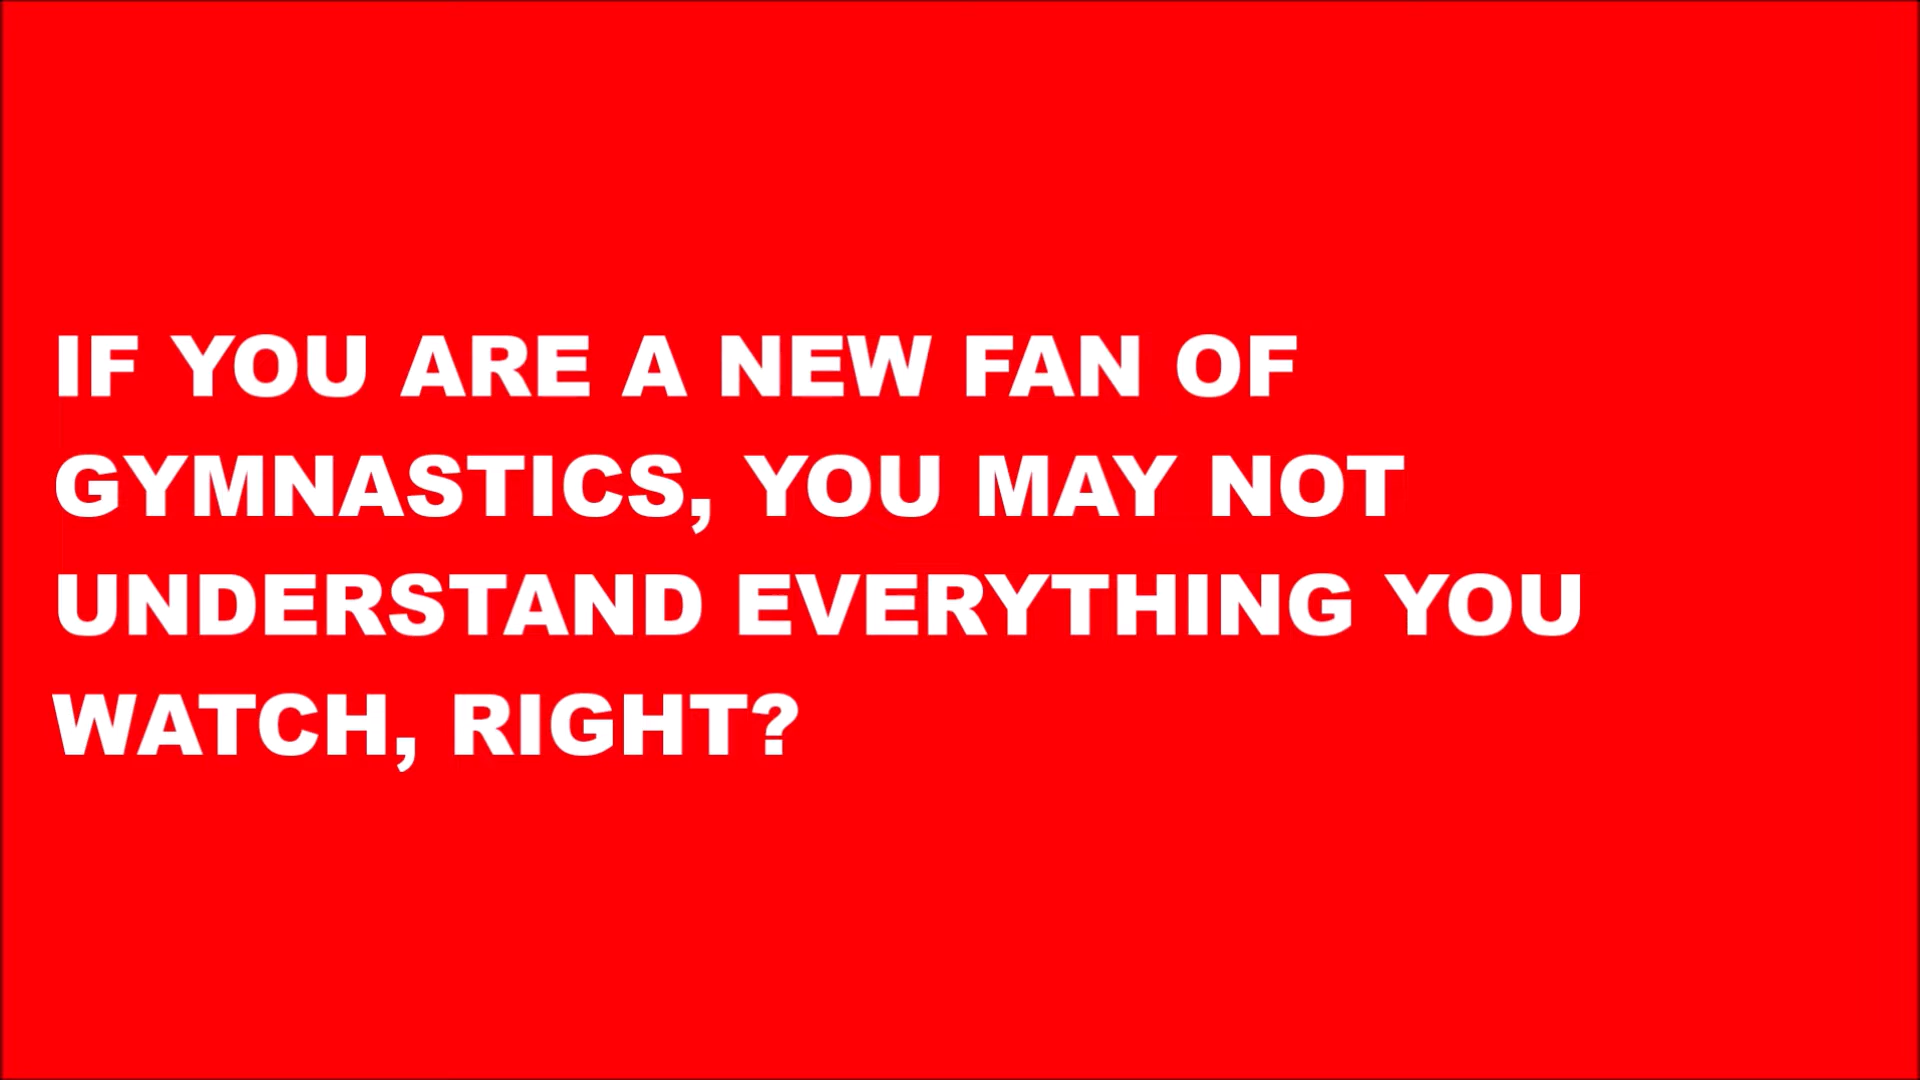 IF YOU ARE A NEW FAN OF
GYMNASTICS, YOU MAY NOT
UNDERSTAND EVERYTHING YOU
WATCH, RIGHT?